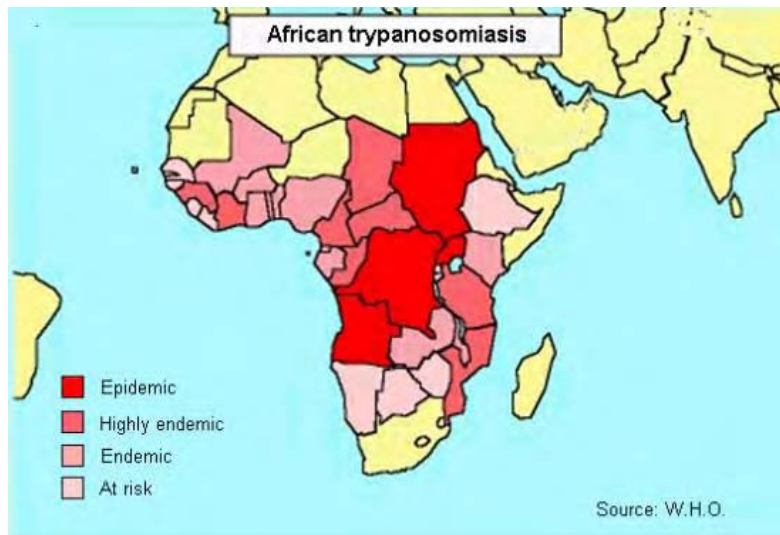 African trypanosomiasis
Epidemic
Highly endemic
Endemic
At risk
Source: W.H.O.